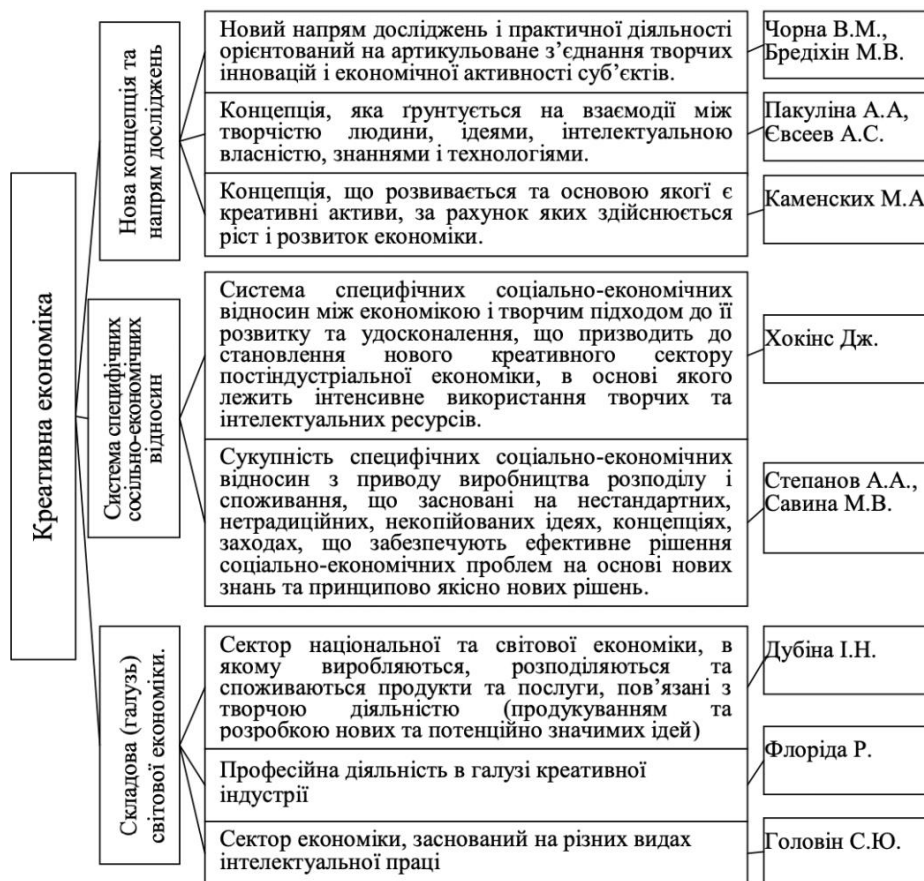 Креативна економіка
Нова концепція та
напрям досліджень
Новий напрям досліджень і практичної діяльності
орієнтований на артикульоване з’єднання творчих
інновацій і економічної активності суб’єктів.
Чорна В.М.,
Бредіхін М.В.
Концепція, яка ґрунтується на взаємодії між
творчістю людини, ідеями, інтелектуальною
власністю, знаннями і технологіями.
Пакуліна А.А,
Євсеев А.С.
Концепція, що розвивається та основою якогї є
креативні активи, за рахунок яких здійснюється
ріст і розвиток економіки.
Каменских М.А
Система специфічних
сосільно-економічних
відносин
Система специфічних соціально-економічних
відносин між економікою і творчим підходом до її
розвитку та удосконалення, що призводить до
становлення нового креативного сектору
постіндустріальної економіки, в основі якого
лежить інтенсивне використання творчих та
інтелектуальних ресурсів.
Хокінс Дж.
Сукупність специфічних соціально-економічних
відносин з приводу виробництва розподілу і
споживання, що засновані на нестандартних,
нетрадиційних, некопійованих ідеях, концепціях,
заходах, що забезпечують ефективне рішення
соціально-економічних проблем на основі нових
знань та принципово якісно нових рішень.
Степанов А.А.,
Савина М.В.
Складова (галузь)
світової економіки.
Сектор національної та світової економіки, в
якому виробляються, розподіляються та
споживаються продукти та послуги, пов’язані з
творчою діяльністю (продукуванням та
розробкою нових та потенційно значимих ідей)
Дубіна І.Н.
Професійна діяльність в галузі креативної
індустрії
Флоріда Р.
Сектор економіки, заснований на різних видах
інтелектуальної праці
Головін С.Ю.